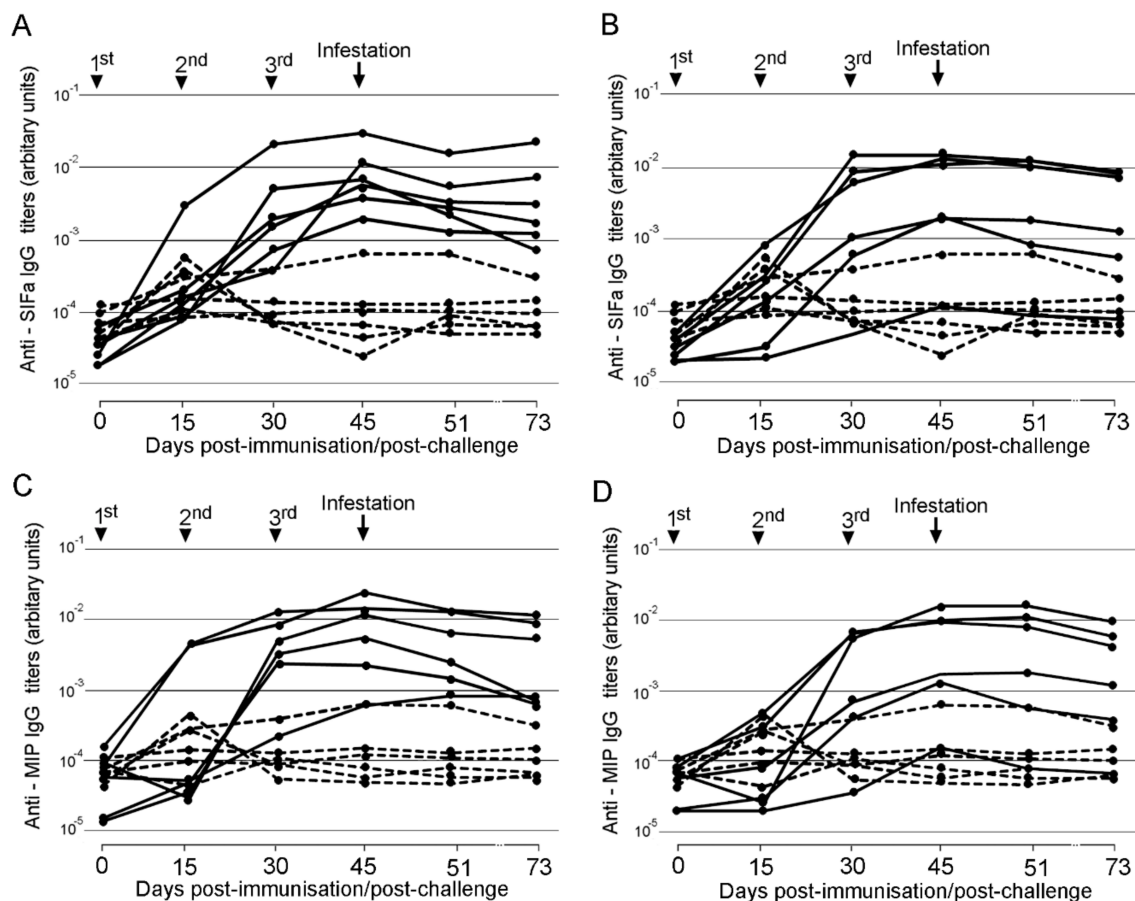 A
1st 2nd 3rd Infestation
Anti - SIFa IgG titers (arbitary units)
10-1
10-2
10-3
10-4
10-5
0 15 30 45 51 73
Days post-immunisation/post-challenge
B
1st 2nd 3rd Infestation
Anti - SIFa IgG titers (arbitary units)
10-1
10-2
10-3
10-4
10-5
0 15 30 45 51 73
Days post-immunisation/post-challenge
C
1st 2nd 3rd Infestation
Anti - MIP IgG titers (arbitary units)
10-1
10-2
10-3
10-4
10-5
0 15 30 45 51 73
Days post-immunisation/post-challenge
D
1st 2nd 3rd Infestation
Anti - MIP IgG titers (arbitary units)
10-1
10-2
10-3
10-4
10-5
0 15 30 45 51 73
Days post-immunisation/post-challenge